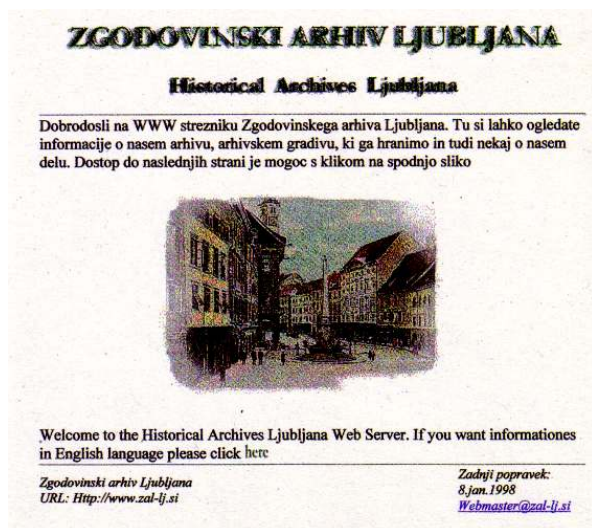 ZGODOVINSKI ARHIV LJUBLJANA
Historical Archives Ljubljana
Dobrodosli na WWW strezniku Zgodovinskega arhiva Ljubljana. Tu si lahko ogledate
informacije o nasem arhivu, arhivskem gradivu, ki ga hranimo in tudi nekaj o nasem
delu. Dostop do naslednjih strani je mogoc s klikom na spodnjo sliko
Welcome to the Historical Archives Ljubljana Web Server. If you want informationes
in English language please click here
Zgodovinski arhiv Ljubljana
URL: Http://www.zal-lj.si
Zadnji popravek:
8.jan.1998
Webmaster@zal-lj.si